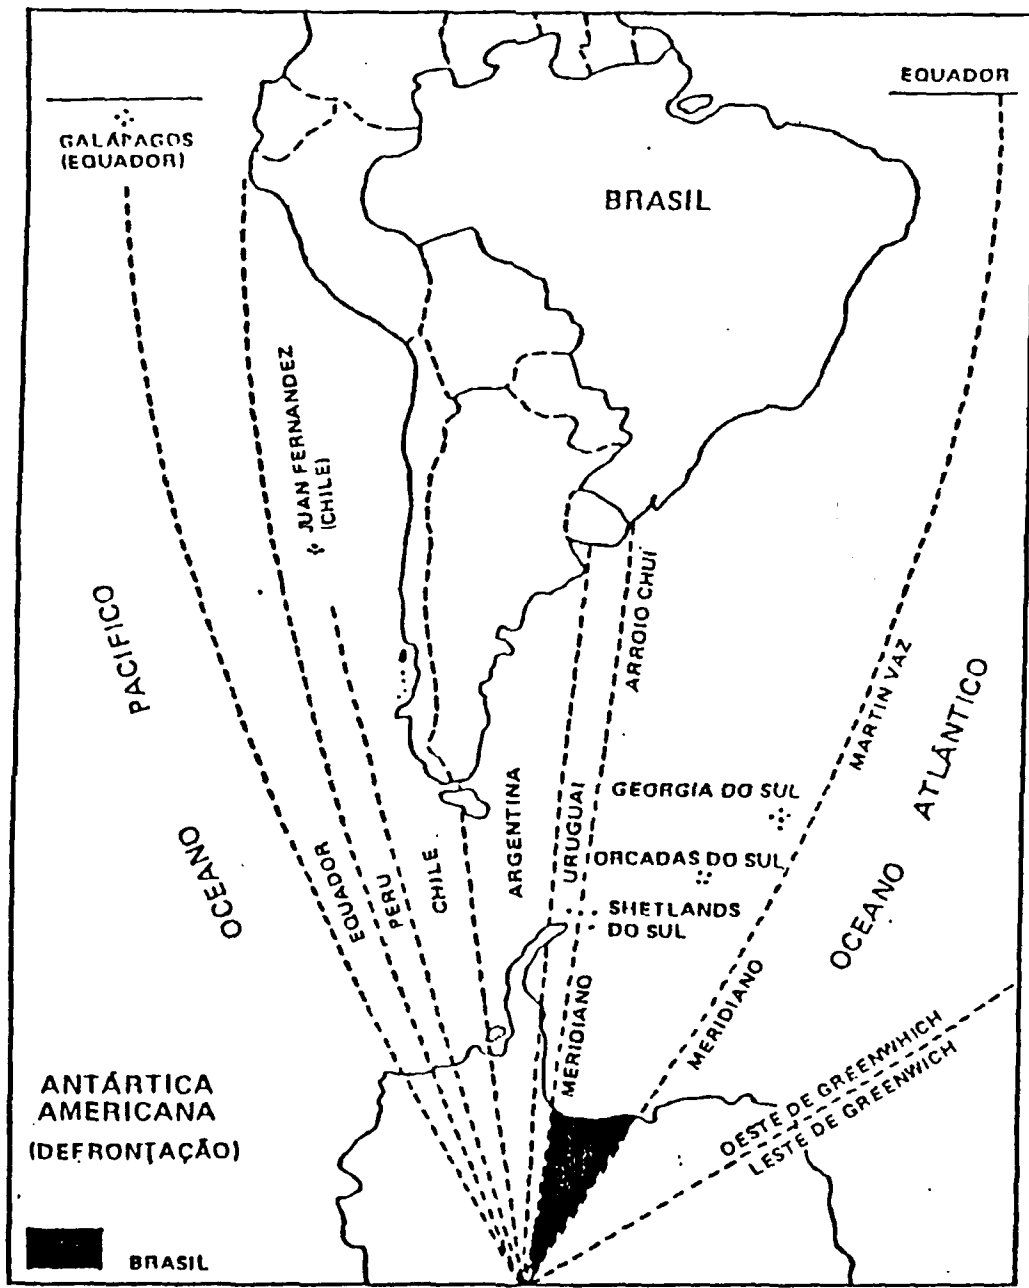 EQUADOR
GALÁPAGOS
(EQUADOR)
BRASIL
JUAN FERNANDEZ
(CHILE)
OCEANO PACIFICO
EQUADOR
PERU
CHILE
ARGENTINA
URUGUAI
MERIDIANO ARROIO CHUÍ
GEORGIA DO SUL
ORCADAS DO SUL
SHETLANDS
DO SUL
MERIDIANO MARTIN VAZ
OCEANO ATLÂNTICO
OESTE DE GREENWHICH
LESTE DE GREENWICH
ANTÁRTICA
AMERICANA
(DEFRONTAÇÃO)
BRASIL